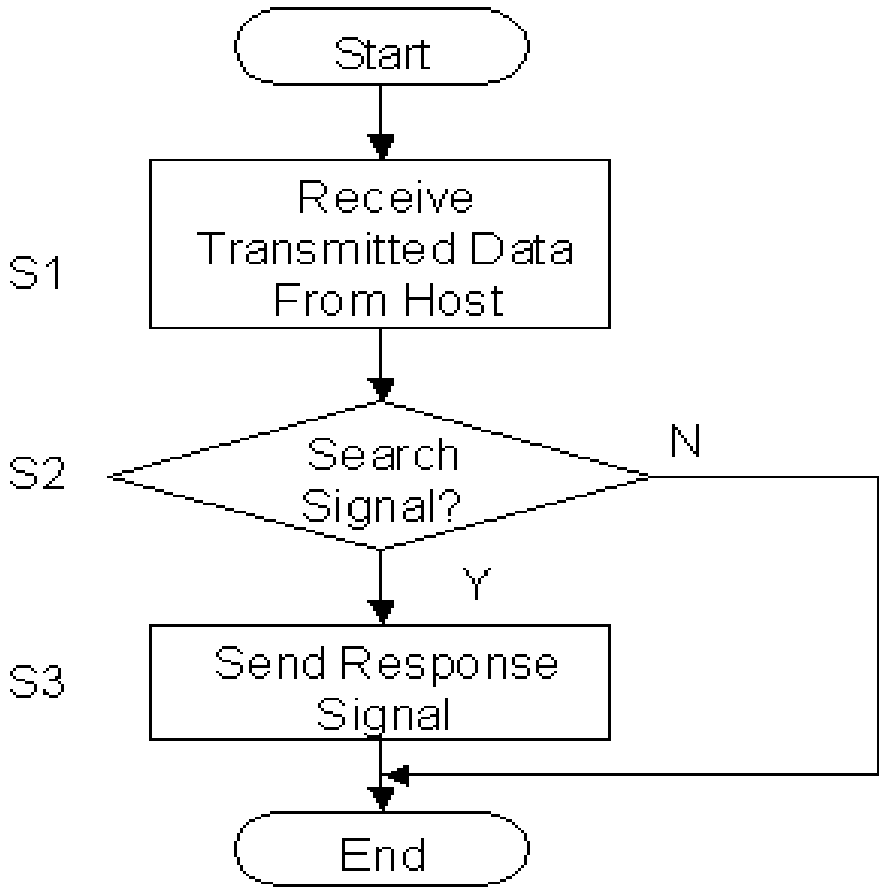 Start
Receive
Transmitted Data
From Host
S1
Search
Signal?
S2
N
Y
Send Response
Signal
S3
End